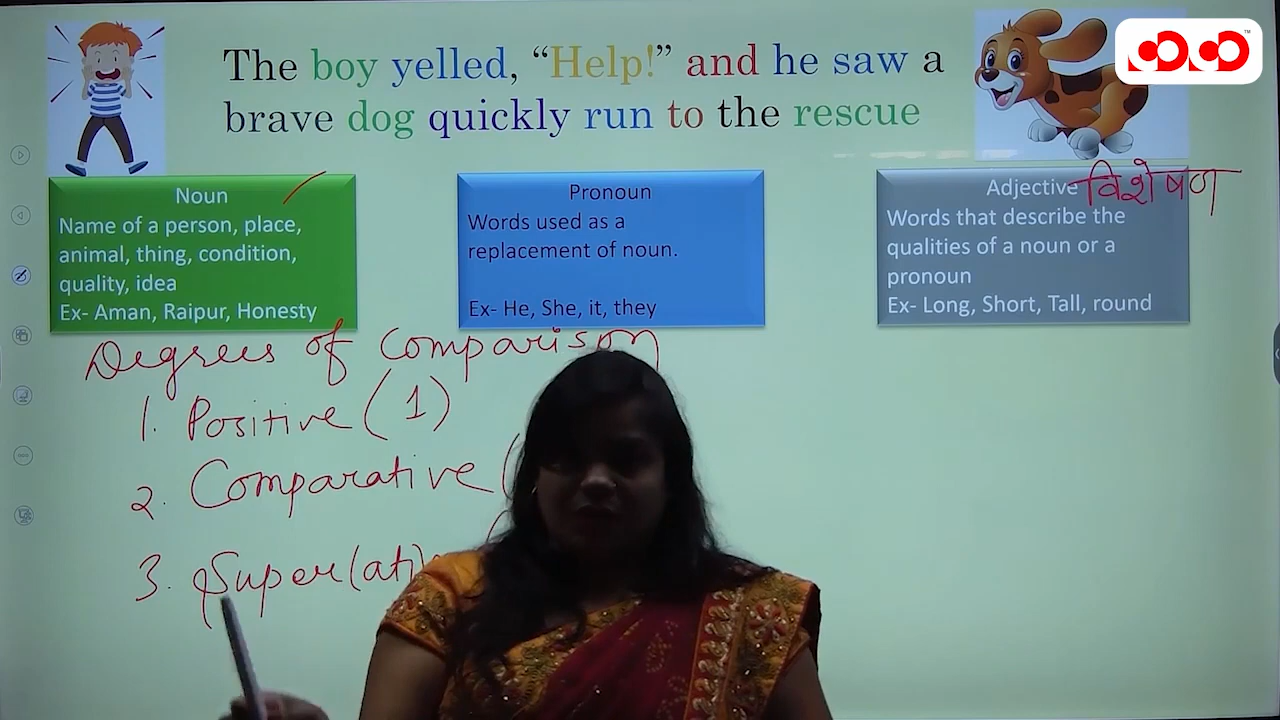 The boy yelled, “Help!” and he saw a
brave dog quickly run to the rescue
Noun
Name of a person, place,
animal, thing, condition,
quality, idea
Ex- Aman, Raipur, Honesty
Pronoun
Words used as a
replacement of noun.
Ex- He, She, it, they
Adjective विशेषण
Words that describe the
qualities of a noun or a
pronoun
Ex- Long, Short, Tall, round
Degrees of Comparison
1. Positive (1)
2. Comparative (
3. Super(ati